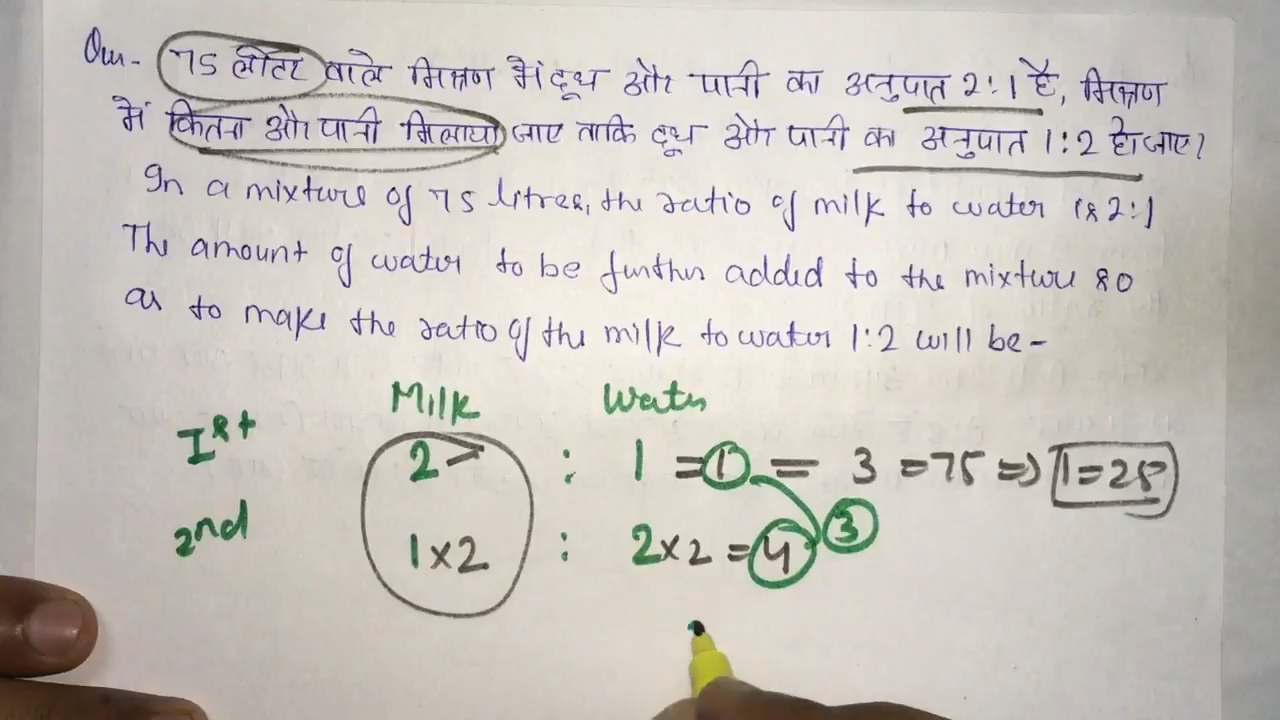 Que- 75 लीटर वाले मिश्रण में दूध और पानी का अनुपात 2:1 है, मिश्रण
में कितना और पानी मिलाया जाए ताकि दूध और पानी का अनुपात 1:2 हो जाए?
In a mixture of 75 litres, the ratio of milk to water is 2:1
The amount of water to be further added to the mixture so
as to make the ratio of the milk to water 1:2 will be-
Milk Water
Ist 2 : 1 = 1 = 3 = 75 ⇒ 1=25
2nd 1×2 : 2×2 = 4 3